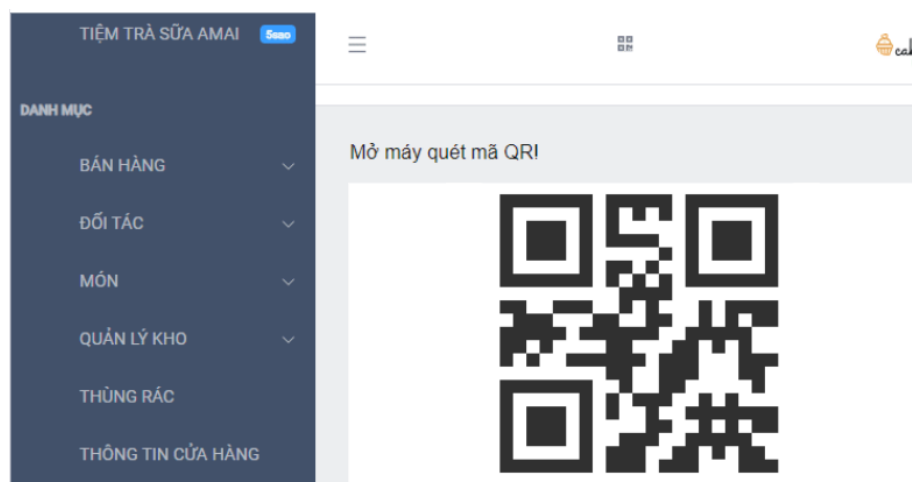 TIỆM TRÀ SỮA AMAI 5sao
DANH MỤC
BÁN HÀNG
ĐỐI TÁC
MÓN
QUẢN LÝ KHO
THÙNG RÁC
THÔNG TIN CỬA HÀNG
Mở máy quét mã QR!